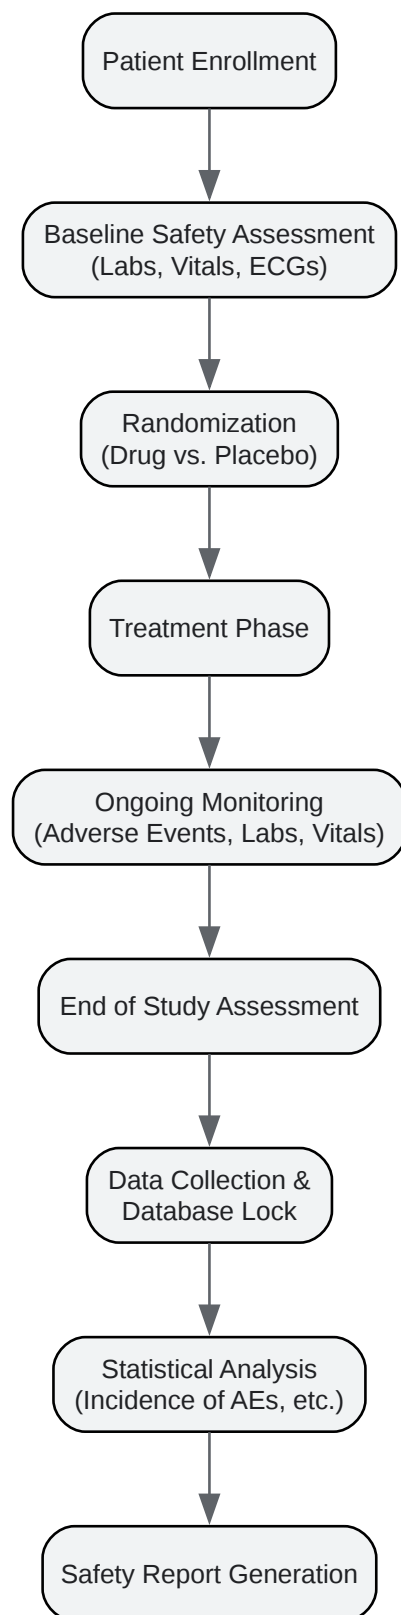 Patient Enrollment
Baseline Safety Assessment
(Labs, Vitals, ECGs)
Randomization
(Drug vs. Placebo)
Treatment Phase
Ongoing Monitoring
(Adverse Events, Labs, Vitals)
End of Study Assessment
Data Collection &
Database Lock
Statistical Analysis
(Incidence of AEs, etc.)
Safety Report Generation